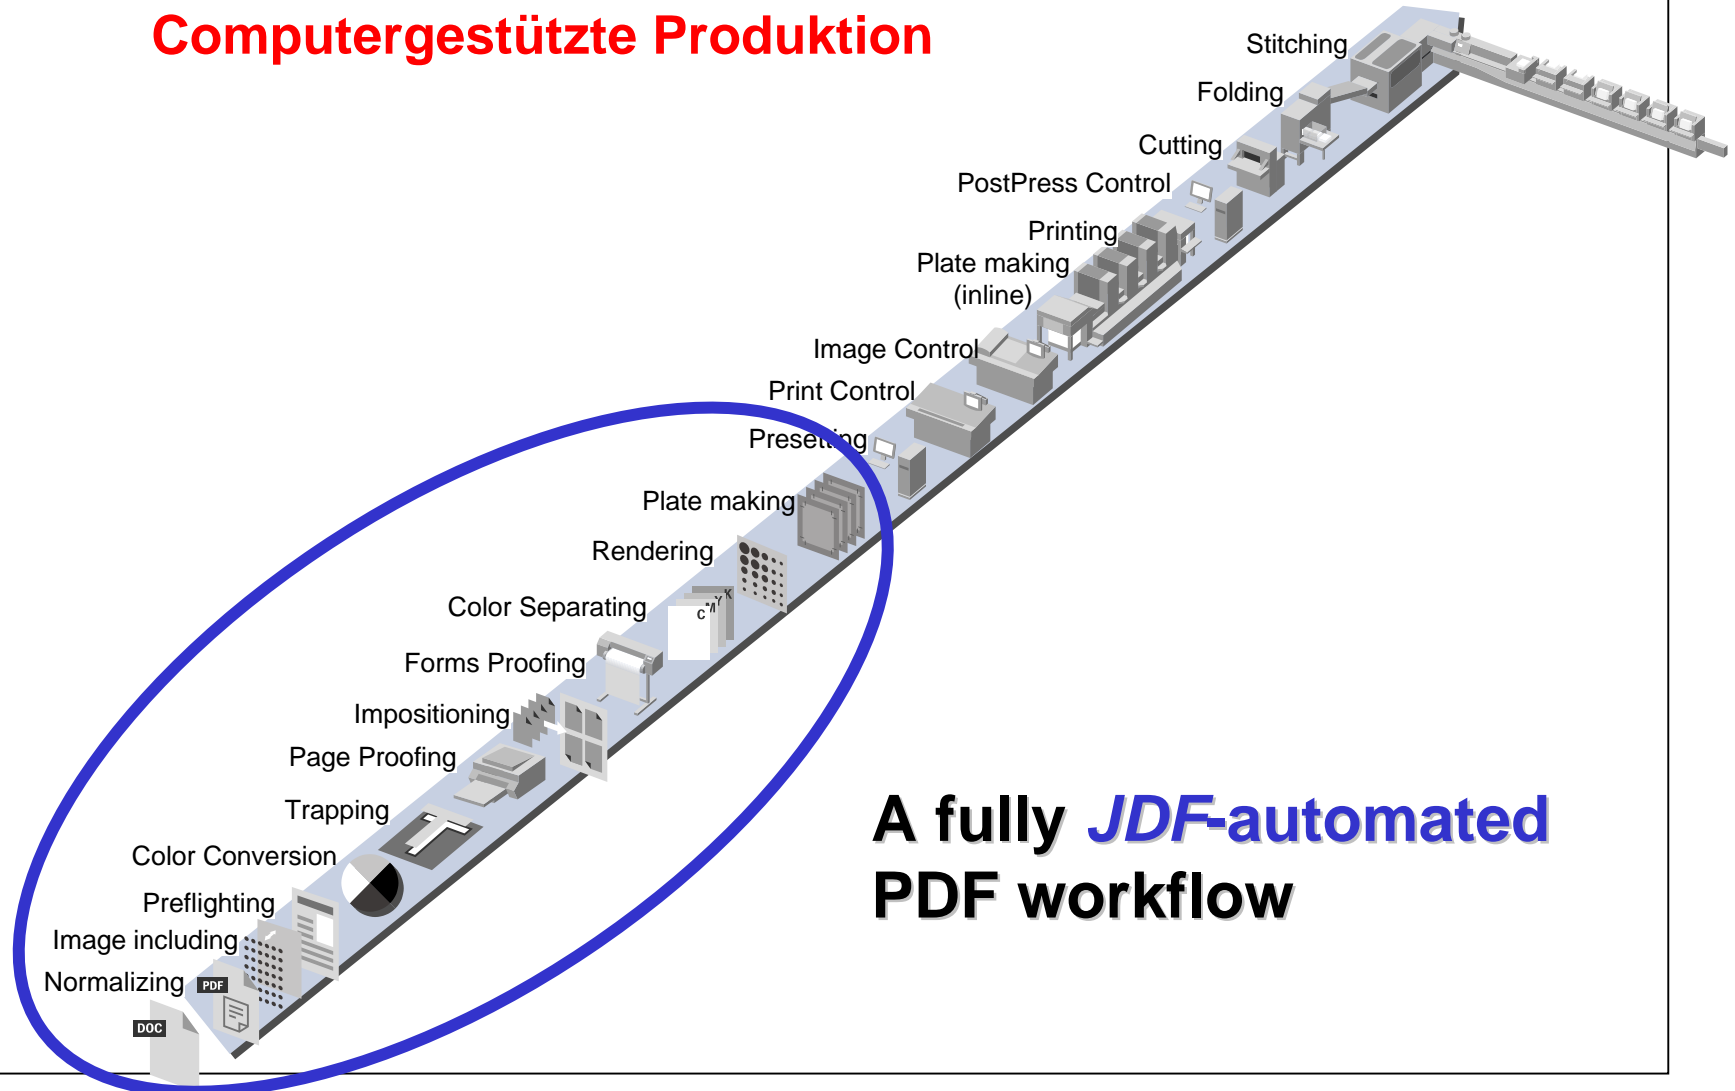 Computergestützte Produktion
Stitching
Folding
Cutting
PostPress Control
Printing
Plate making
(inline)
Image Control
Print Control
Presetting
Plate making
Rendering
Color Separating
C M Y K
Forms Proofing
Impositioning
Page Proofing
Trapping
T
Color Conversion
Preflighting
Image including
Normalizing
PDF
DOC
A fully JDF-automated
PDF workflow